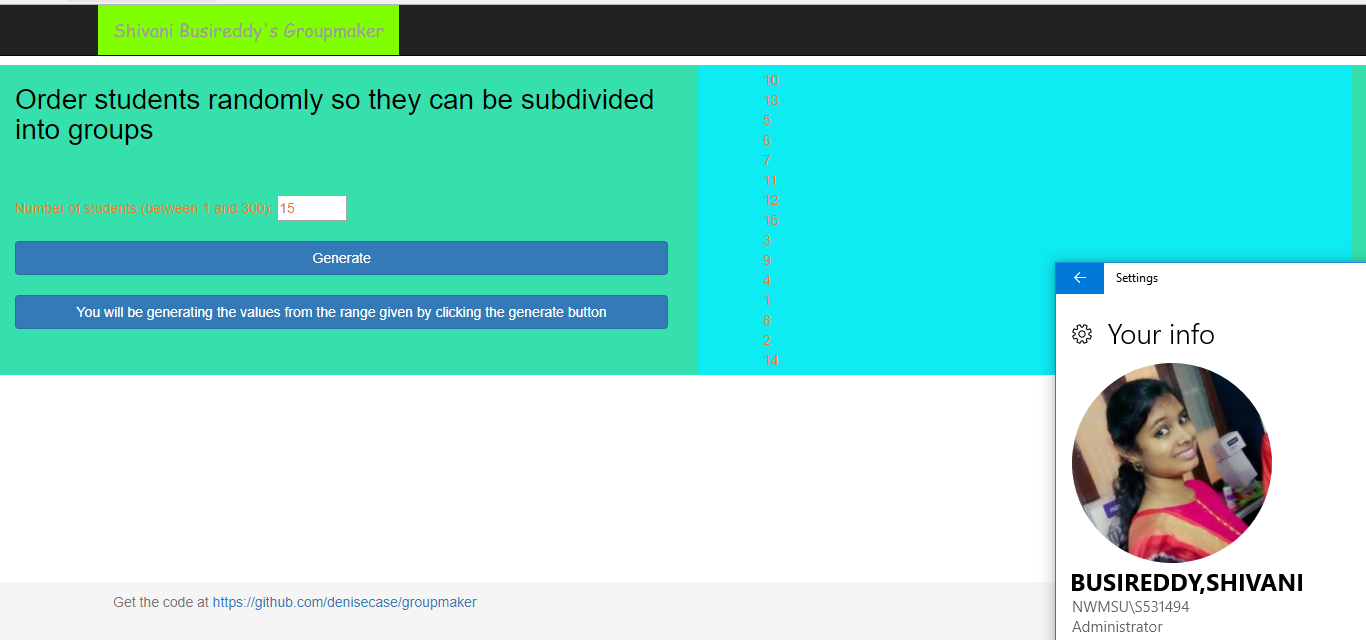 Shivani Busireddy's Groupmaker
Order students randomly so they can be subdivided
into groups
Number of students (between 1 and 300): 15
Generate
You will be generating the values from the range given by clicking the generate button
10
13
5
6
7
11
12
15
3
9
4
1
8
2
14
Settings
Your info
BUSIREDDY,SHIVANI
NWMSU\S531494
Administrator
Get the code at https://github.com/denisecase/groupmaker